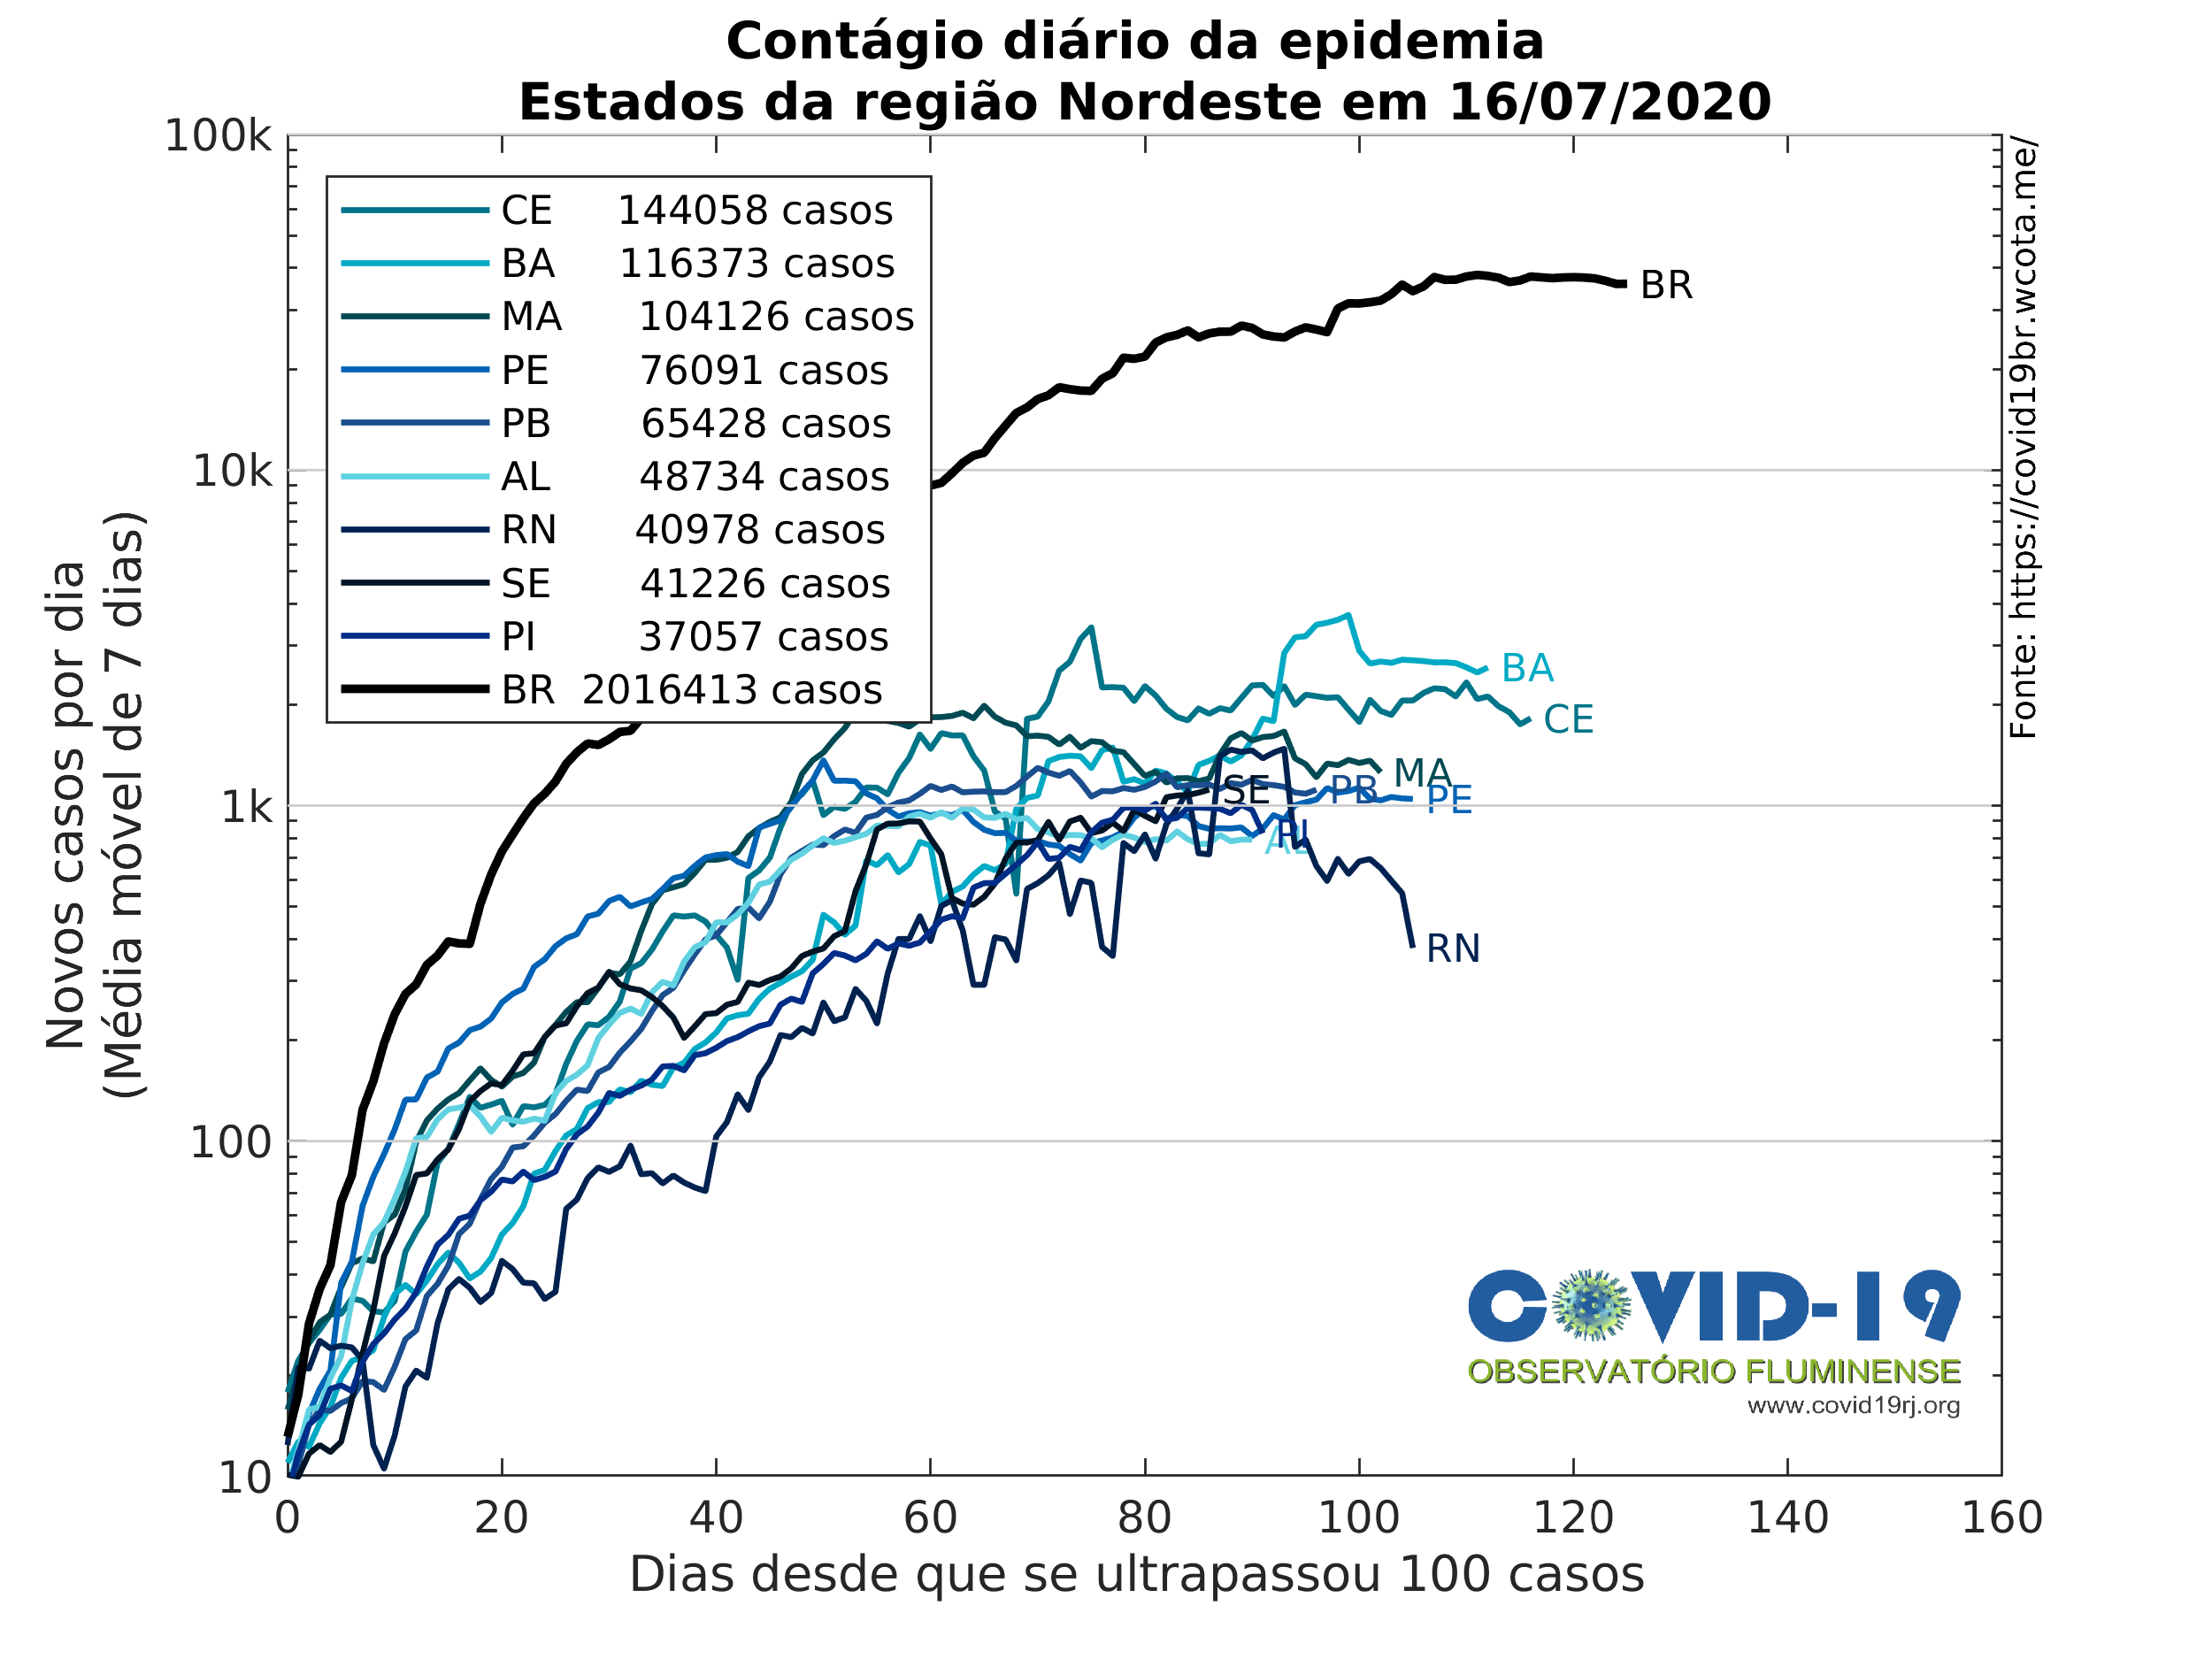 Contágio diário da epidemia
Estados da região Nordeste em 16/07/2020
100k
10k
1k
100
10
Novos casos por dia
(Média móvel de 7 dias)
CE 144058 casos
BA 116373 casos
MA 104126 casos
PE 76091 casos
PB 65428 casos
AL 48734 casos
RN 40978 casos
SE 41226 casos
PI 37057 casos
BR 2016413 casos
BR
BA
CE
MA
SE
PB
PE
PI
AL
RN
Fonte: https://covid19br.wcota.me/
COVID-19
OBSERVATÓRIO FLUMINENSE
www.covid19rj.org
0 20 40 60 80 100 120 140 160
Dias desde que se ultrapassou 100 casos